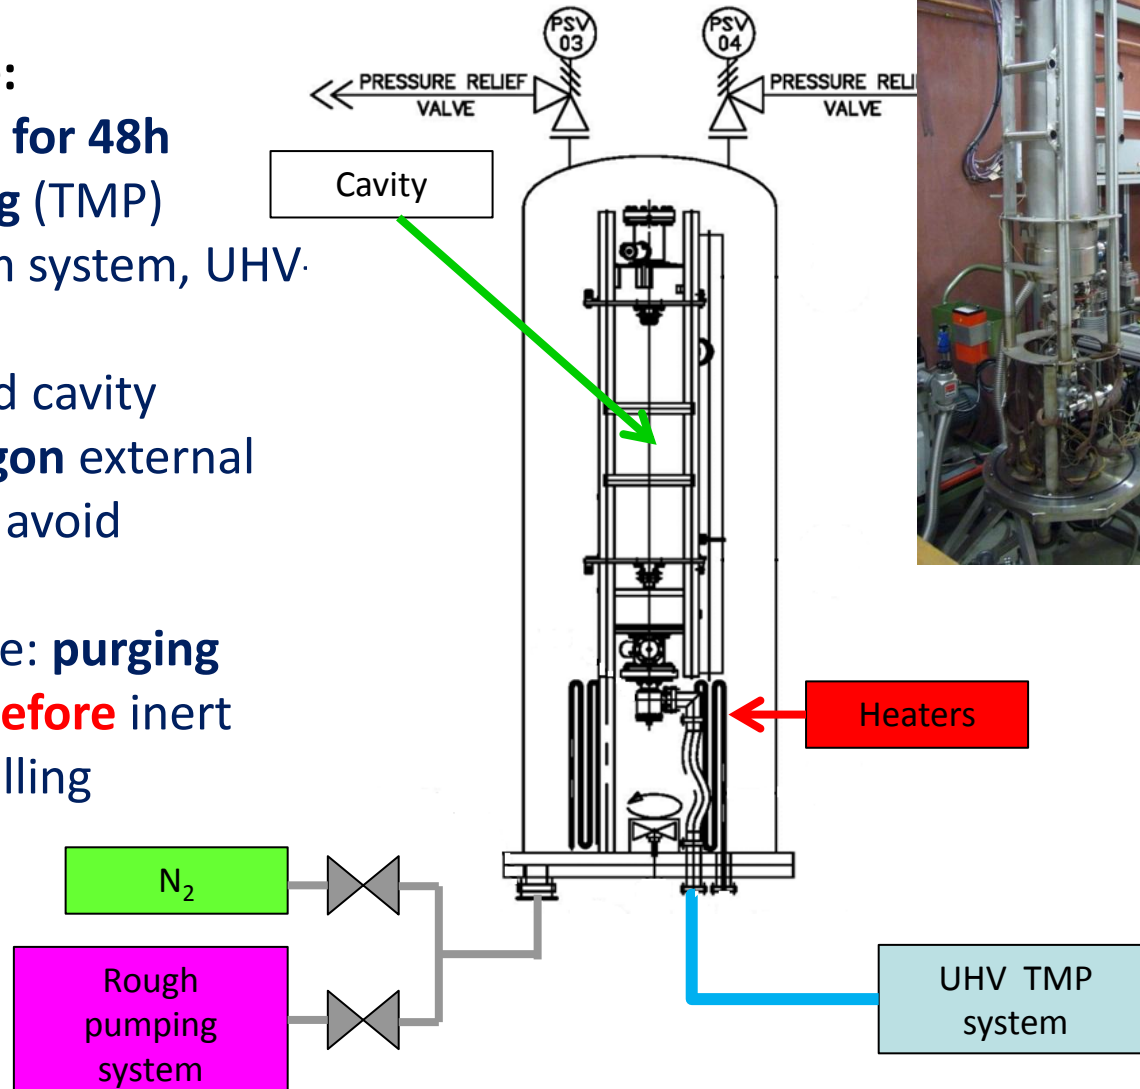 :
for 48h
g (TMP)
n system, UHV-
d cavity
gon external
avoid
e: purging
efore inert
lling
PSV
03
PSV
04
PRESSURE RELIEF
VALVE
PRESSURE RELI
VALVE
Cavity
Heaters
N₂
Rough
pumping
system
UHV TMP
system